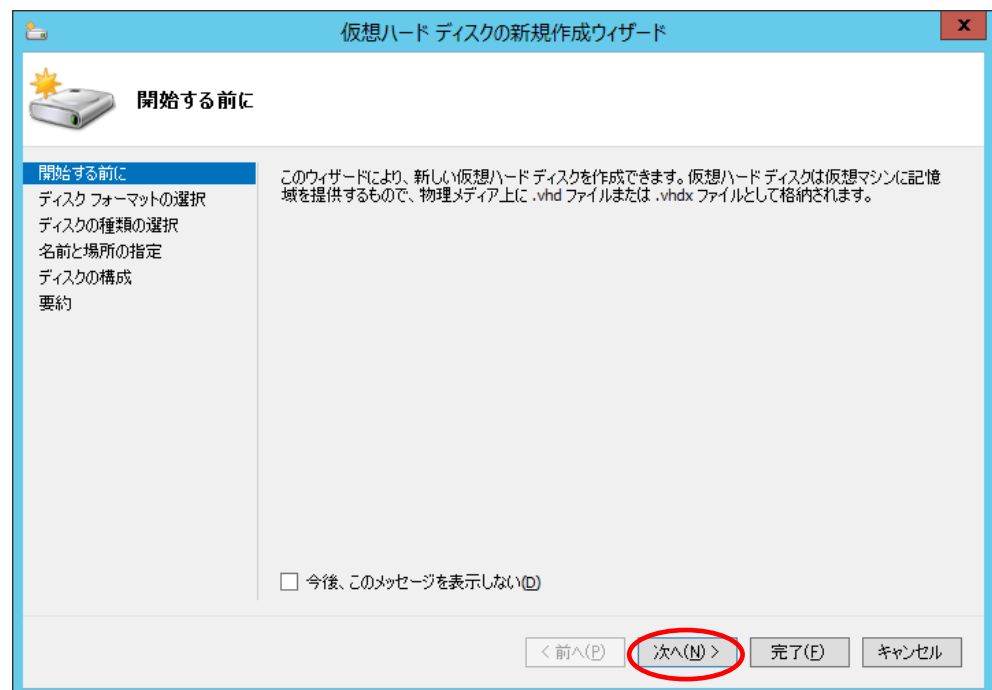 仮想ハード ディスクの新規作成ウィザード
x
開始する前に
開始する前に
ディスク フォーマットの選択
ディスクの種類の選択
名前と場所の指定
ディスクの構成
要約
このウィザードにより、新しい仮想ハード ディスクを作成できます。仮想ハード ディスクは仮想マシンに記憶
域を提供するもので、物理メディア上に .vhd ファイルまたは .vhdx ファイルとして格納されます。
今後、このメッセージを表示しない(D)
< 前へ(P) 次へ(N) > 完了(F) キャンセル